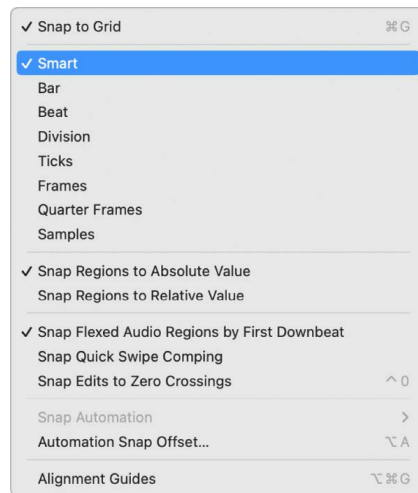 ✓ Snap to Grid ⌘G
✓ Smart
Bar
Beat
Division
Ticks
Frames
Quarter Frames
Samples
✓ Snap Regions to Absolute Value
Snap Regions to Relative Value
✓ Snap Flexed Audio Regions by First Downbeat
Snap Quick Swipe Comping
Snap Edits to Zero Crossings ^0
Snap Automation >
Automation Snap Offset... ⌥A
Alignment Guides ⌥⌘G